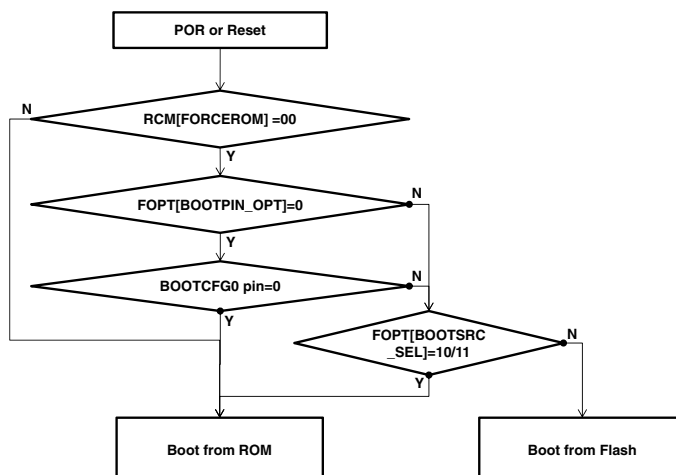 POR or Reset
N
RCM[FORCEROM] =00
Y
N
FOPT[BOOTPIN_OPT]=0
Y
BOOTCFG0 pin=0
N
Y
FOPT[BOOTSRC
_SEL]=10/11
N
Y
Boot from ROM
Boot from Flash